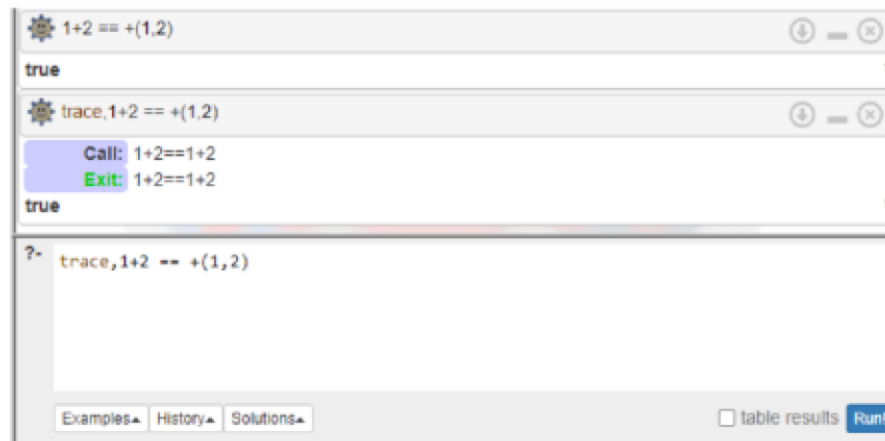 1+2 == +(1,2)
true
trace,1+2 == +(1,2)
Call: 1+2==1+2
Exit: 1+2==1+2
true
?- trace,1+2 == +(1,2)
Examples▴ History▴ Solutions▴ table results Run!